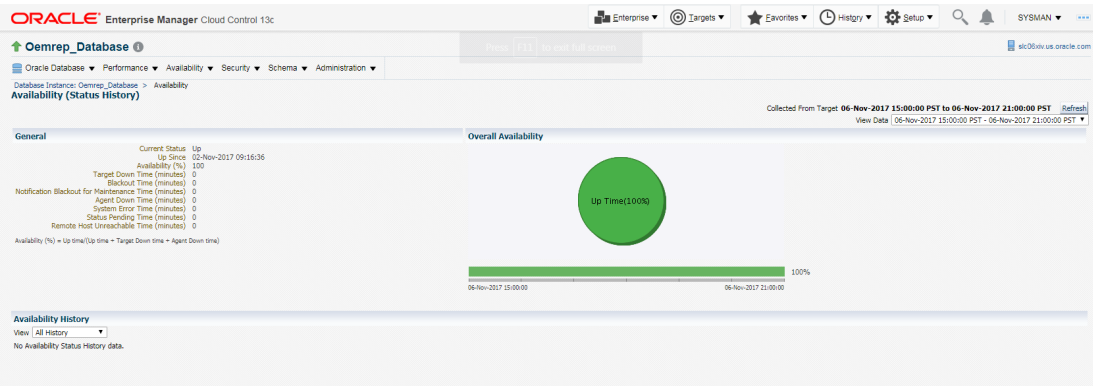 ORACLE Enterprise Manager Cloud Control 13c
Enterprise ▼ Targets ▼ Favorites ▼ History ▼ Setup ▼ SYSMAN ▼
Oemrep_Database
Press F11 to exit full screen
slc06xiv.us.oracle.com
Oracle Database ▼ Performance ▼ Availability ▼ Security ▼ Schema ▼ Administration ▼
Database Instance: Oemrep_Database > Availability
Availability (Status History)
Collected From Target 06-Nov-2017 15:00:00 PST to 06-Nov-2017 21:00:00 PST Refresh
View Data 06-Nov-2017 15:00:00 PST - 06-Nov-2017 21:00:00 PST ▼
General
Current Status Up
Up Since 02-Nov-2017 09:16:36
Availability (%) 100
Target Down Time (minutes) 0
Blackout Time (minutes) 0
Notification Blackout for Maintenance Time (minutes) 0
Agent Down Time (minutes) 0
System Error Time (minutes) 0
Status Pending Time (minutes) 0
Remote Host Unreachable Time (minutes) 0
Availability (%) = Up time/(Up time + Target Down time + Agent Down time)
Overall Availability
Up Time(100%)
100%
06-Nov-2017 15:00:00 06-Nov-2017 21:00:00
Availability History
View All History ▼
No Availability Status History data.